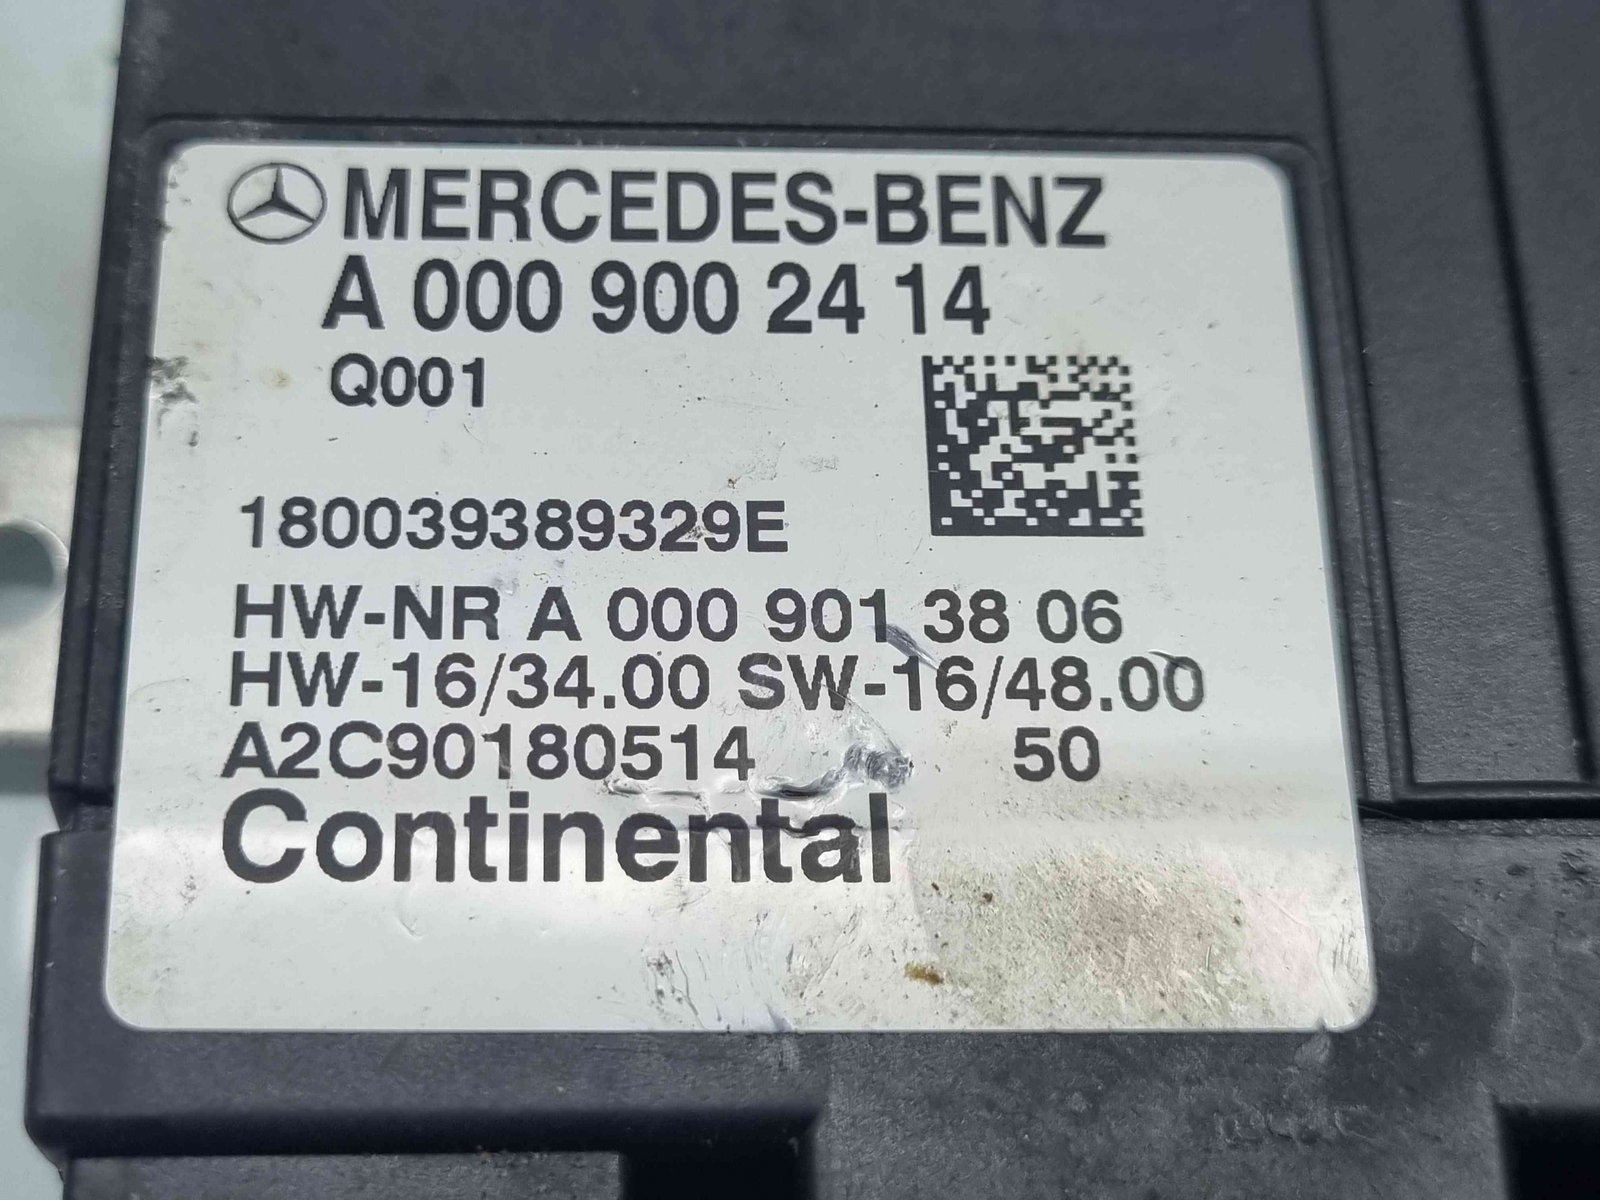 MERCEDES-BENZ
A 000 900 24 14
Q001
180039389329E
HW-NR A 000 901 38 06
HW-16/34.00 SW-16/48.00
A2C90180514 50
Continental